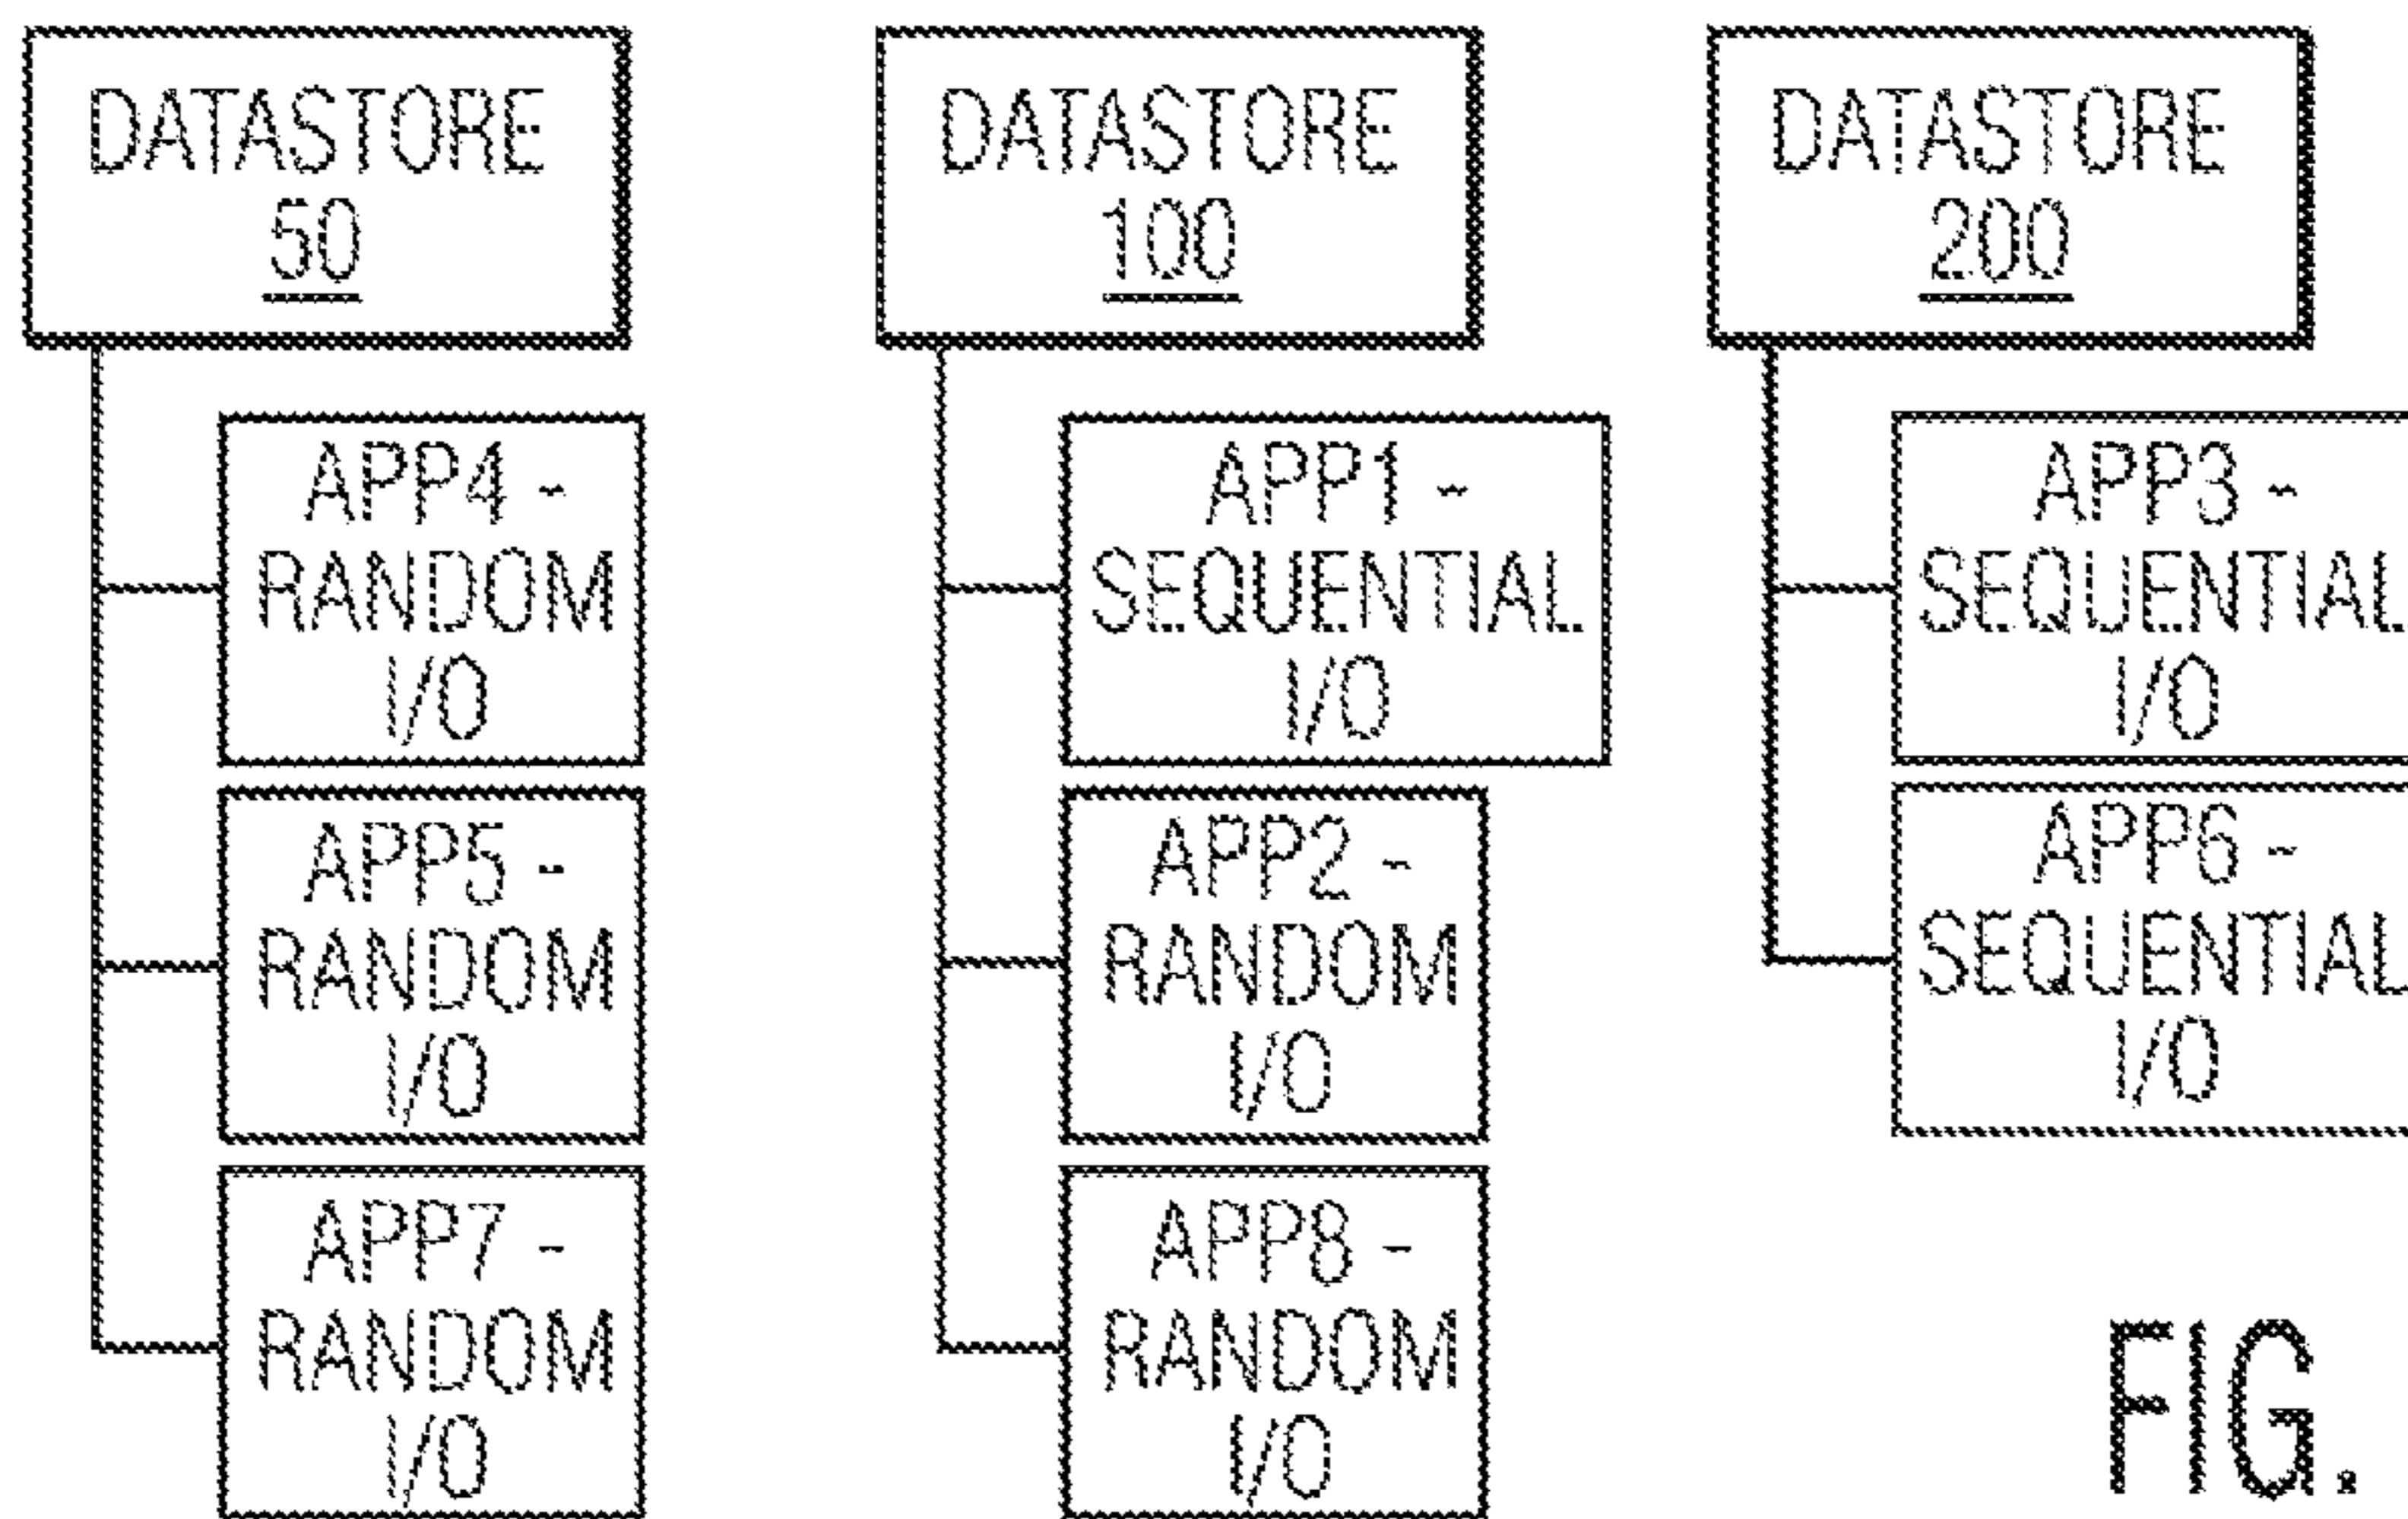 DATASTORE
50
APP4 -
RANDOM
I/O
APP5 -
RANDOM
I/O
APP7 -
RANDOM
I/O
DATASTORE
100
APP1 -
SEQUENTIAL
I/O
APP2 -
RANDOM
I/O
APP8 -
RANDOM
I/O
DATASTORE
200
APP3 -
SEQUENTIAL
I/O
APP6 -
SEQUENTIAL
I/O
FIG.